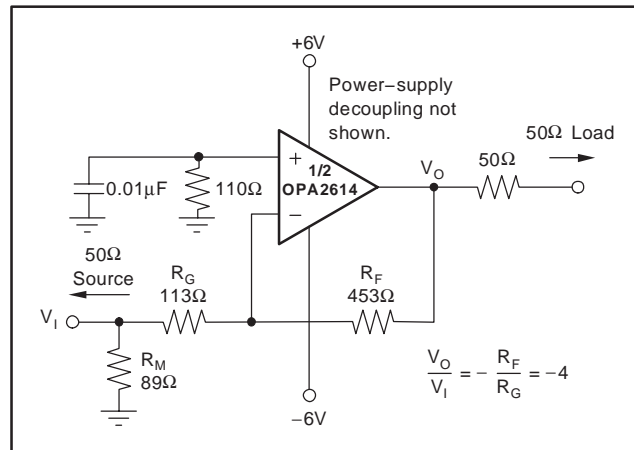 +6V
Power−supply
decoupling not
shown.
50Ω Load
+
1/2
OPA2614
−
V_O
50Ω
0.01µF
110Ω
50Ω
Source
R_G
113Ω
R_F
453Ω
V_I
R_M
89Ω
−6V
V_O/V_I = − R_F/R_G = −4